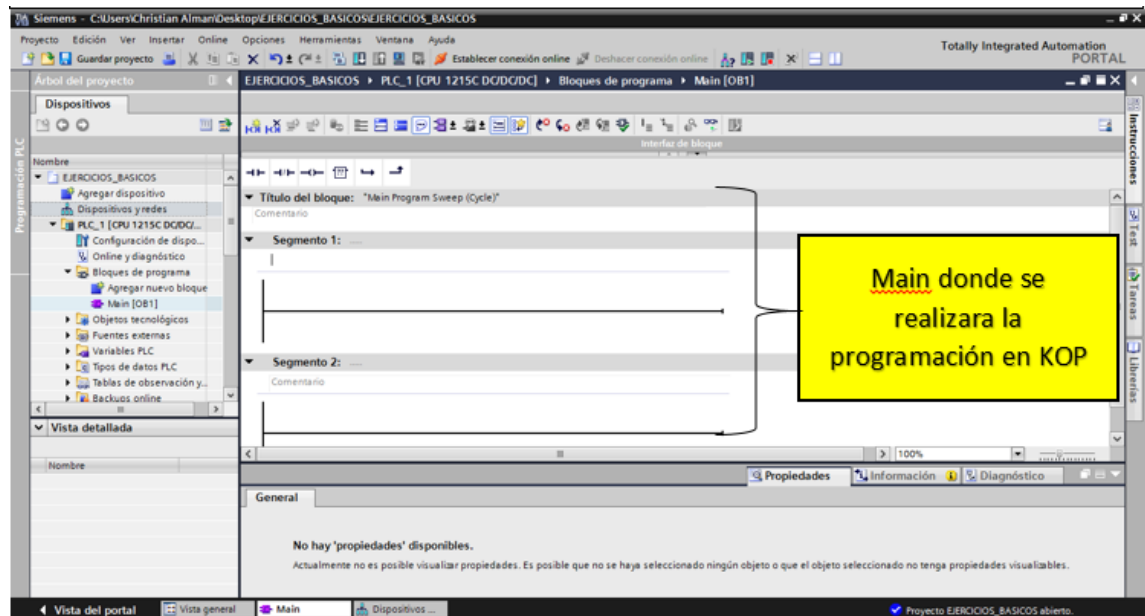 Siemens - C:\Users\Christian Alman\Desktop\EJERCICIOS_BASICOS\EJERCICIOS_BASICOS
Proyecto Edición Ver Insertar Online Opciones Herramientas Ventana Ayuda
Totally Integrated Automation
PORTAL
Guardar proyecto
Establecer conexión online
Deshacer conexión online
Árbol del proyecto
EJERCICIOS_BASICOS ▸ PLC_1 [CPU 1215C DC/DC/DC] ▸ Bloques de programa ▸ Main [OB1]
Dispositivos
Interfaz de bloque
Nombre
EJERCICIOS_BASICOS
Agregar dispositivo
Dispositivos y redes
PLC_1 [CPU 1215C DC/DC/...
Configuración de dispo...
Online y diagnóstico
Bloques de programa
Agregar nuevo bloque
Main [OB1]
Objetos tecnológicos
Fuentes externas
Variables PLC
Tipos de datos PLC
Tablas de observación y...
Backups online
Vista detallada
Nombre
Programación PLC
Título del bloque: "Main Program Sweep (Cycle)"
Comentario
Segmento 1: .....
Segmento 2: .....
Comentario
Main donde se
realizara la
programación en KOP
100%
Instrucciones
Test
Tareas
Librerías
Propiedades
Información
Diagnóstico
General
No hay 'propiedades' disponibles.
Actualmente no es posible visualizar propiedades. Es posible que no se haya seleccionado ningún objeto o que el objeto seleccionado no tenga propiedades visualizables.
Vista del portal
Vista general
Main
Dispositivos ...
Proyecto EJERCICIOS_BASICOS abierto.